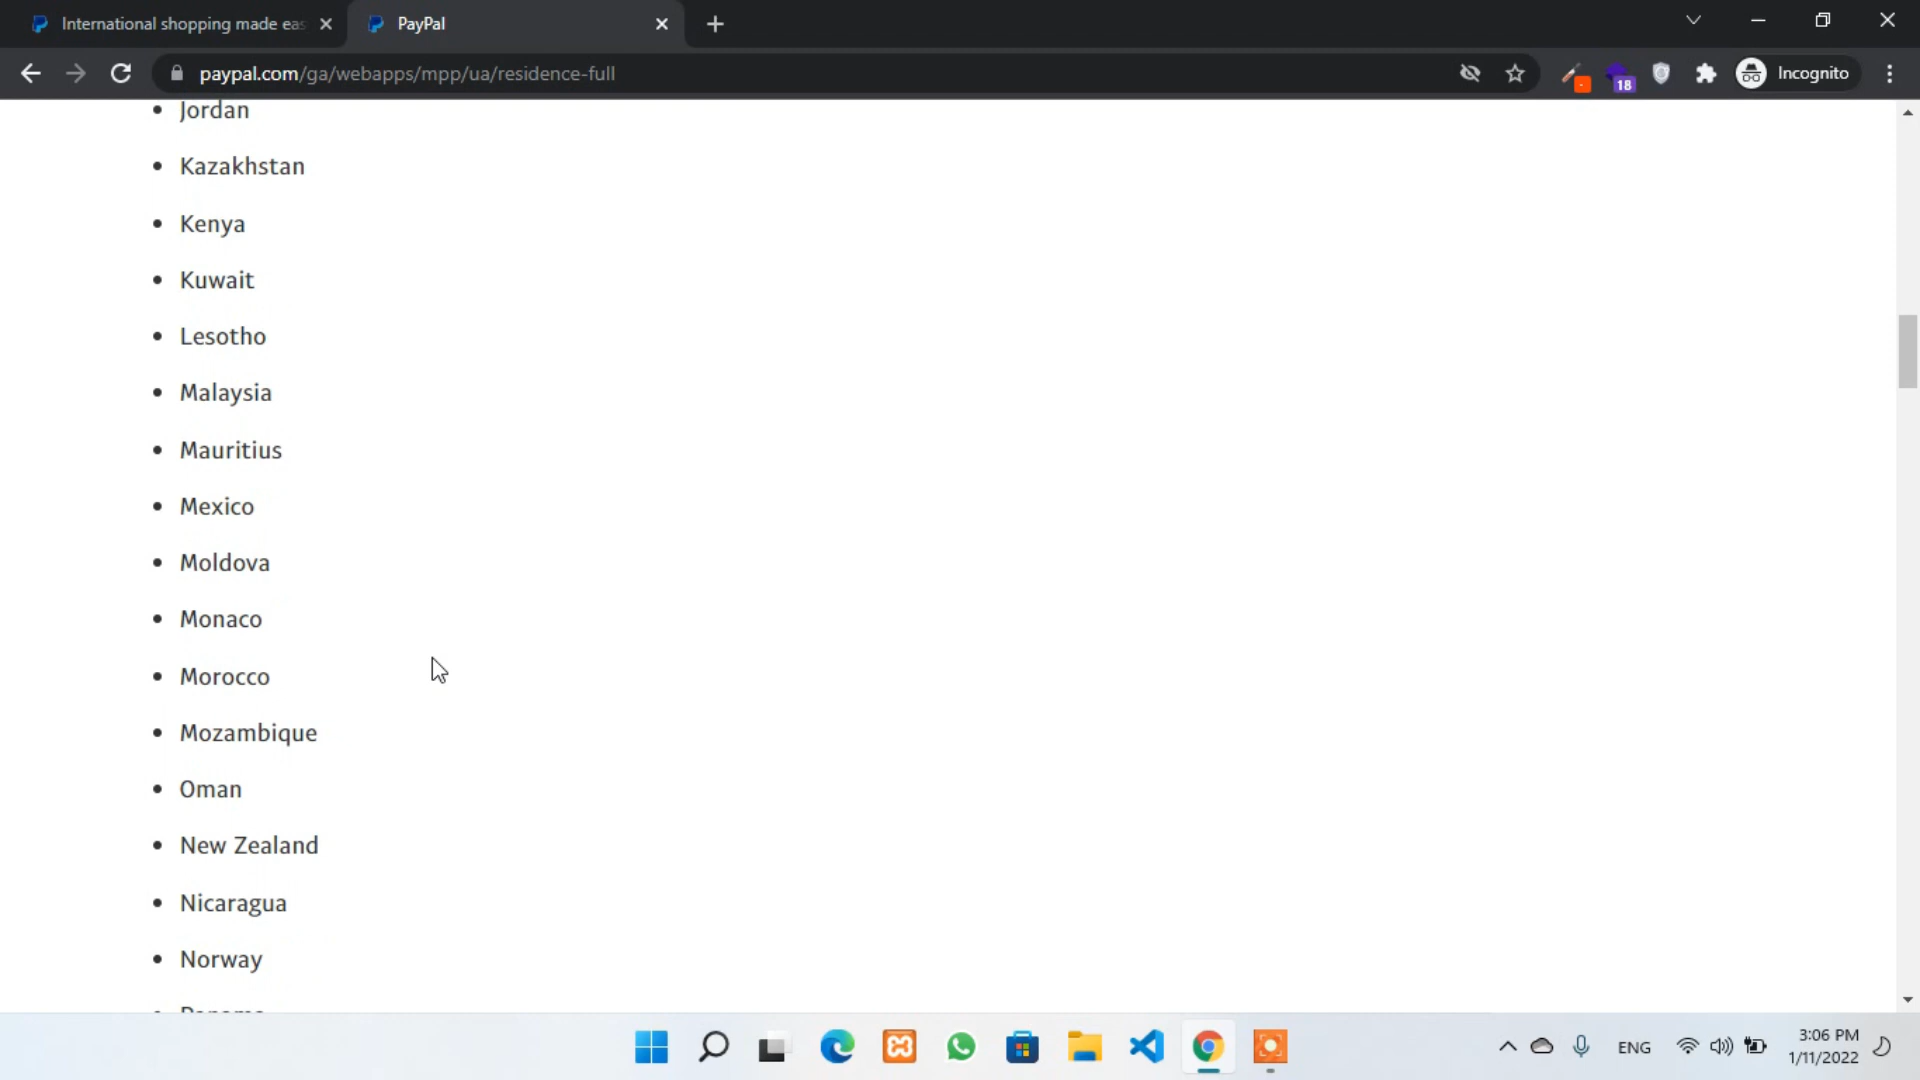 International shopping made eas
PayPal
paypal.com/ga/webapps/mpp/ua/residence-full
18
Incognito
• Jordan
• Kazakhstan
• Kenya
• Kuwait
• Lesotho
• Malaysia
• Mauritius
• Mexico
• Moldova
• Monaco
• Morocco
• Mozambique
• Oman
• New Zealand
• Nicaragua
• Norway
ENG
3:06 PM
1/11/2022